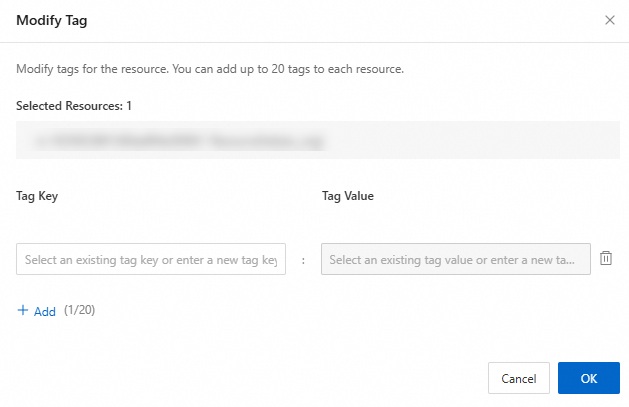 Modify Tag
Modify tags for the resource. You can add up to 20 tags to each resource.
Selected Resources: 1
Tag Key
Tag Value
Select an existing tag key or enter a new tag key
:
Select an existing tag value or enter a new ta...
+ Add (1/20)
Cancel
OK